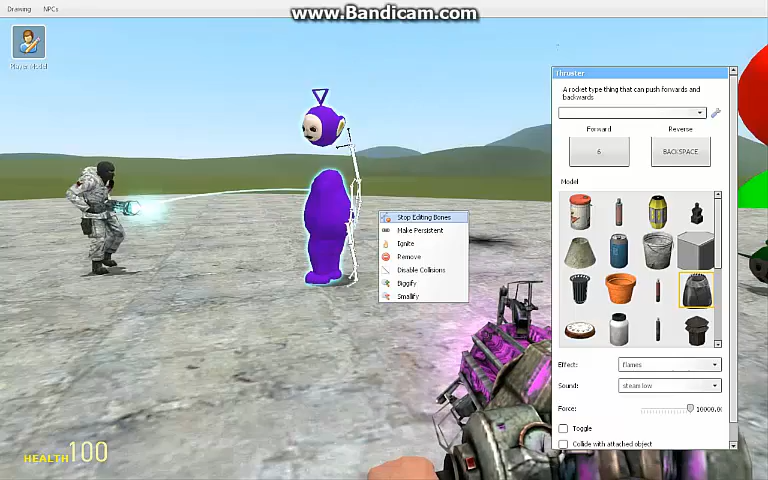 Drawing NPCs
www.Bandicam.com
Player Model
Thruster
A rocket type thing that can push forwards and
backwards
Forward Reverse
6 BACKSPACE
Model
Stop Editing Bones
Make Persistent
Ignite
Remove
Disable Collisions
Biggify
Smallify
Effect: flames
Sound: steam low
Force: 10000.0
Toggle
Collide with attached object
HEALTH 100